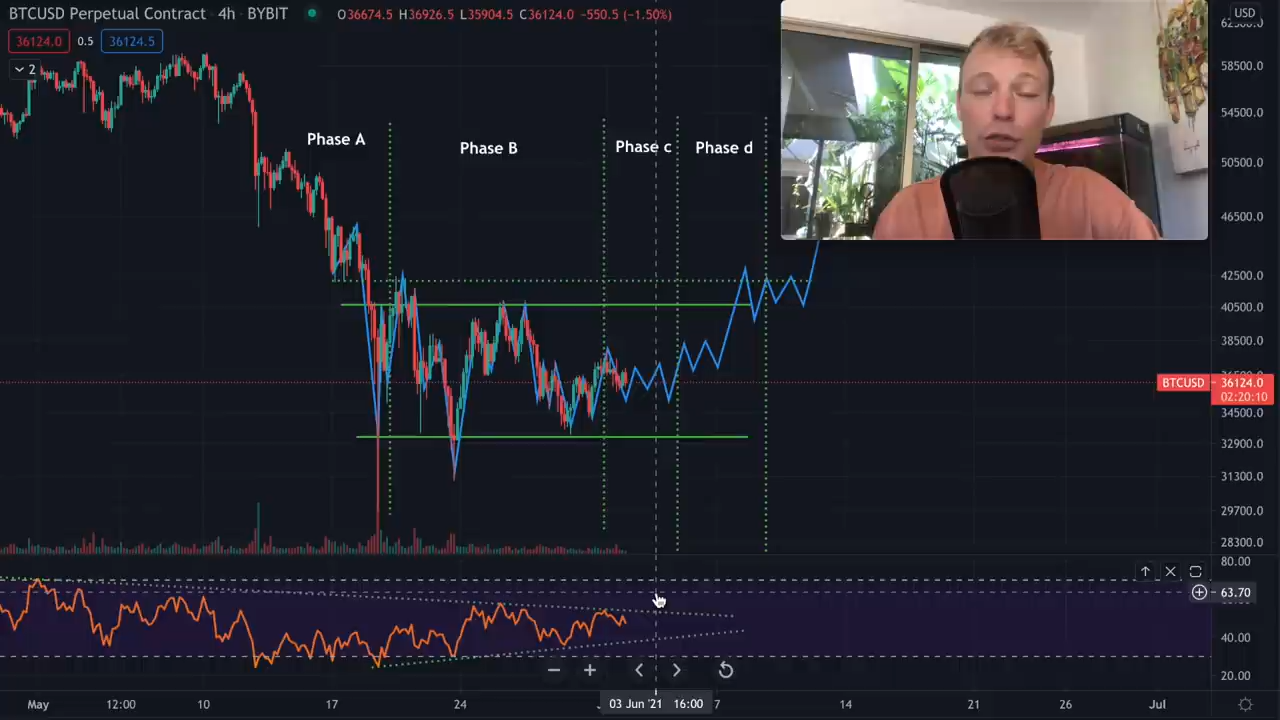 BTCUSD Perpetual Contract · 4h · BYBIT
O36674.5 H36926.5 L35904.5 C36124.0 −550.5 (−1.50%)
USD
36124.0 0.5 36124.5
2
58500.0
54500.0
50500.0
46500.0
42500.0
40500.0
38500.0
34500.0
32900.0
31300.0
29700.0
28300.0
Phase A
Phase B
Phase c
Phase d
BTCUSD 36124.0
02:20:10
80.00
63.70
40.00
20.00
May 12:00 10 17 24 03 Jun '21 16:00 7 14 21 26 Jul